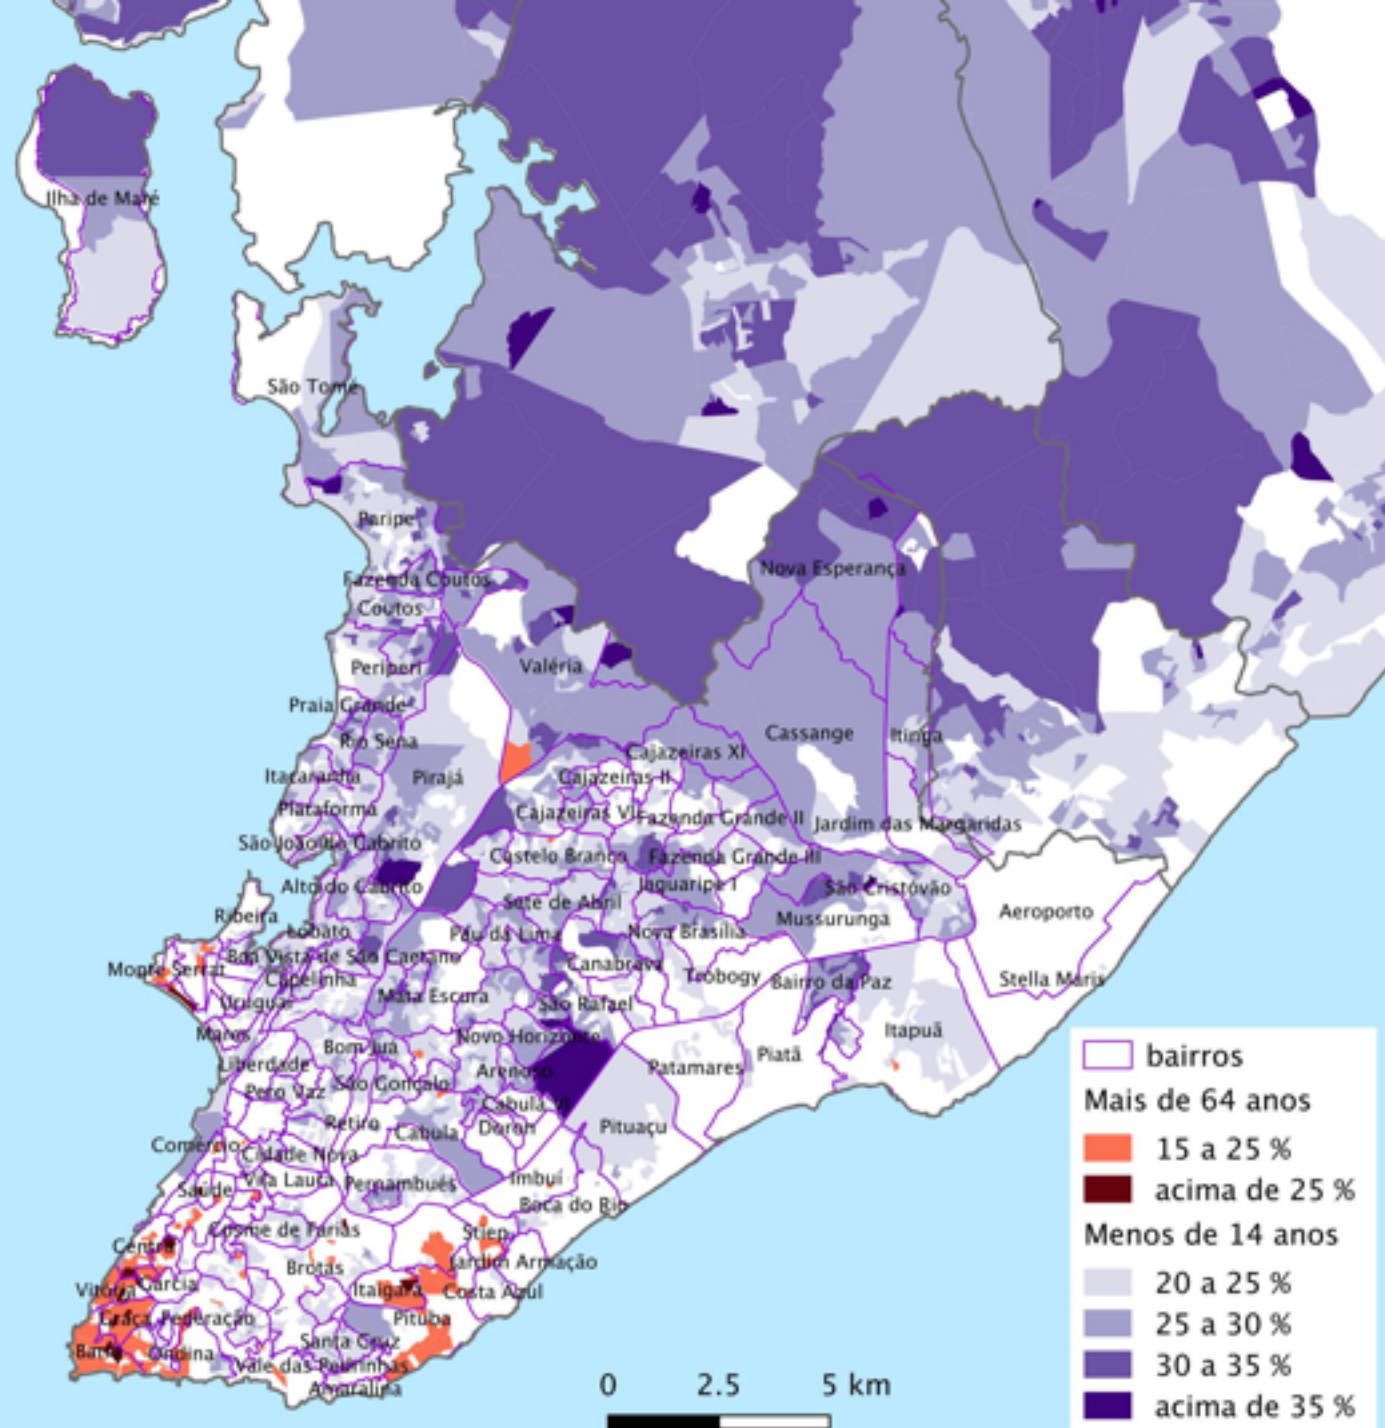 Ilha de Maré
São Tomé
Paripe
Fazenda Coutos
Nova Esperança
Coutos
Periperi
Valéria
Praia Grande
Rio Sena
Cassange
Itinga
Cajazeiras XI
Itacaranha
Pirajá
Cajazeiras II
Plataforma
Cajazeiras VI
Fazenda Grande II
Jardim das Margaridas
São João do Cabrito
Castelo Branco
Fazenda Grande III
Alto do Cabrito
Jaguaripe I
São Cristóvão
Ribeira
Sete de Abril
Mussurunga
Aeroporto
Lobato
Pau da Lima
Nova Brasília
Monte Serrat
Boa Vista de São Caetano
Canabrava
Trobogy
Bairro da Paz
Stella Maris
Capelinha
Uruguai
Mata Escura
São Rafael
Mares
Novo Horizonte
Itapuã
Liberdade
Bom Juá
Piatã
Arenoso
Patamares
Pero Vaz
São Gonçalo
Cabula VI
Retiro
Cabula
Doron
Pituaçu
Comércio
Cidade Nova
Saúde
Vila Laura
Pernambués
Imbuí
Boca do Rio
Cosme de Farias
Stiep
Centro
Brotas
Jardim Armação
Vitória
Garcia
Itaigara
Costa Azul
Graça
Federação
Pituba
Barra
Ondina
Santa Cruz
Vale das Pedrinhas
Amaralina
0 2.5 5 km
bairros
Mais de 64 anos
15 a 25 %
acima de 25 %
Menos de 14 anos
20 a 25 %
25 a 30 %
30 a 35 %
acima de 35 %